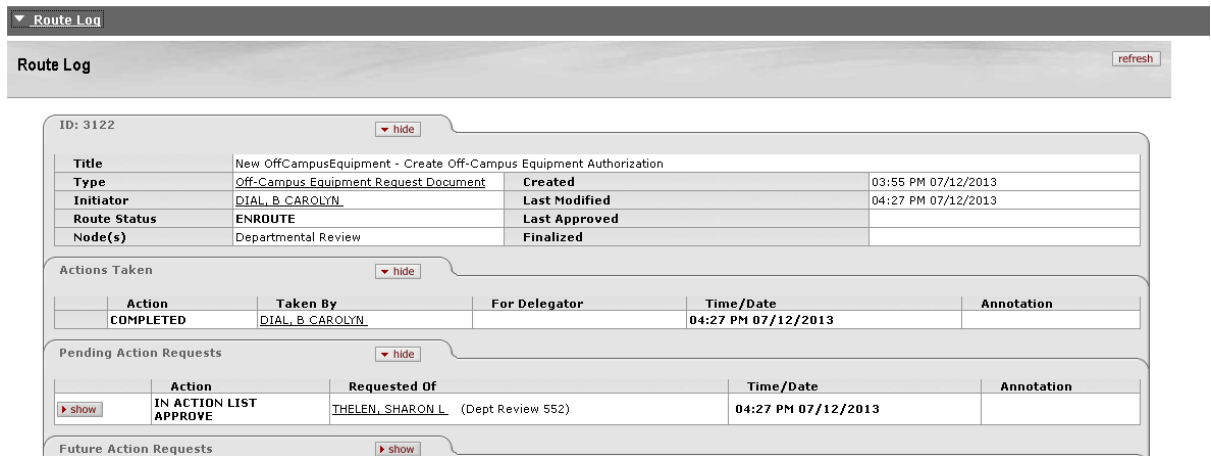 Route Log
Route Log
refresh
ID: 3122
hide
Title New OffCampusEquipment - Create Off-Campus Equipment Authorization
Type Off-Campus Equipment Request Document Created 03:55 PM 07/12/2013
Initiator DIAL, B CAROLYN Last Modified 04:27 PM 07/12/2013
Route Status ENROUTE Last Approved
Node(s) Departmental Review Finalized
Actions Taken hide
Action Taken By For Delegator Time/Date Annotation
COMPLETED DIAL, B CAROLYN 04:27 PM 07/12/2013
Pending Action Requests hide
Action Requested Of Time/Date Annotation
show IN ACTION LIST APPROVE THELEN, SHARON L (Dept Review 552) 04:27 PM 07/12/2013
Future Action Requests show